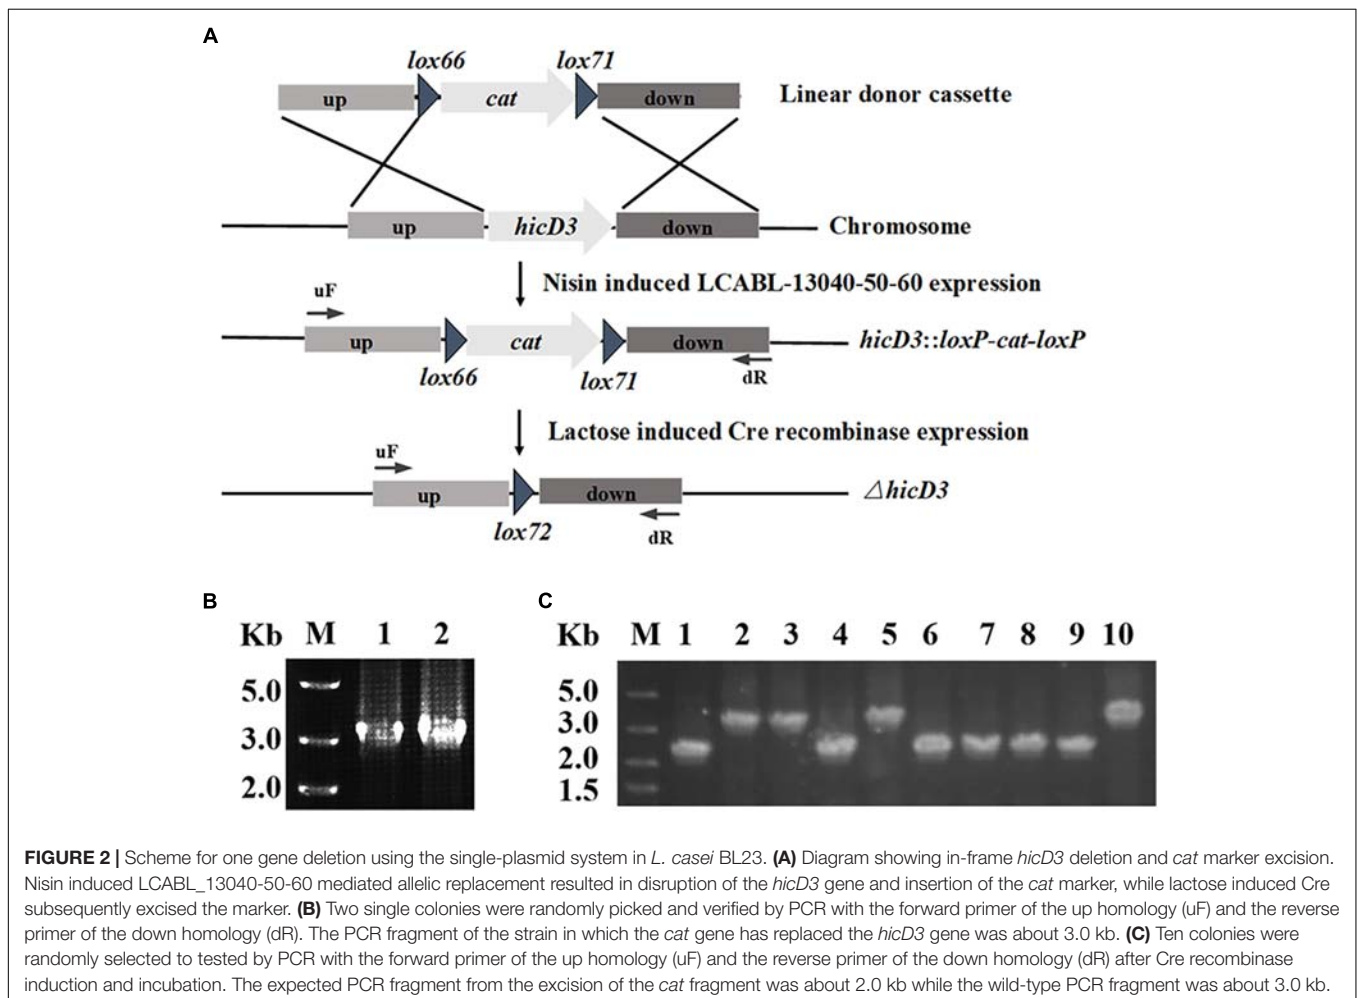 A
lox66 lox71
up cat down Linear donor cassette
up hicD3 down Chromosome
Nisin induced LCABL-13040-50-60 expression
uF
up cat down hicD3::loxP-cat-loxP
lox66 lox71 dR
Lactose induced Cre recombinase expression
uF
up down △hicD3
lox72 dR
B
Kb M 1 2
5.0
3.0
2.0
C
Kb M 1 2 3 4 5 6 7 8 9 10
5.0
3.0
2.0
1.5
FIGURE 2 | Scheme for one gene deletion using the single-plasmid system in L. casei BL23. (A) Diagram showing in-frame hicD3 deletion and cat marker excision.
Nisin induced LCABL_13040-50-60 mediated allelic replacement resulted in disruption of the hicD3 gene and insertion of the cat marker, while lactose induced Cre
subsequently excised the marker. (B) Two single colonies were randomly picked and verified by PCR with the forward primer of the up homology (uF) and the reverse
primer of the down homology (dR). The PCR fragment of the strain in which the cat gene has replaced the hicD3 gene was about 3.0 kb. (C) Ten colonies were
randomly selected to tested by PCR with the forward primer of the up homology (uF) and the reverse primer of the down homology (dR) after Cre recombinase
induction and incubation. The expected PCR fragment from the excision of the cat fragment was about 2.0 kb while the wild-type PCR fragment was about 3.0 kb.